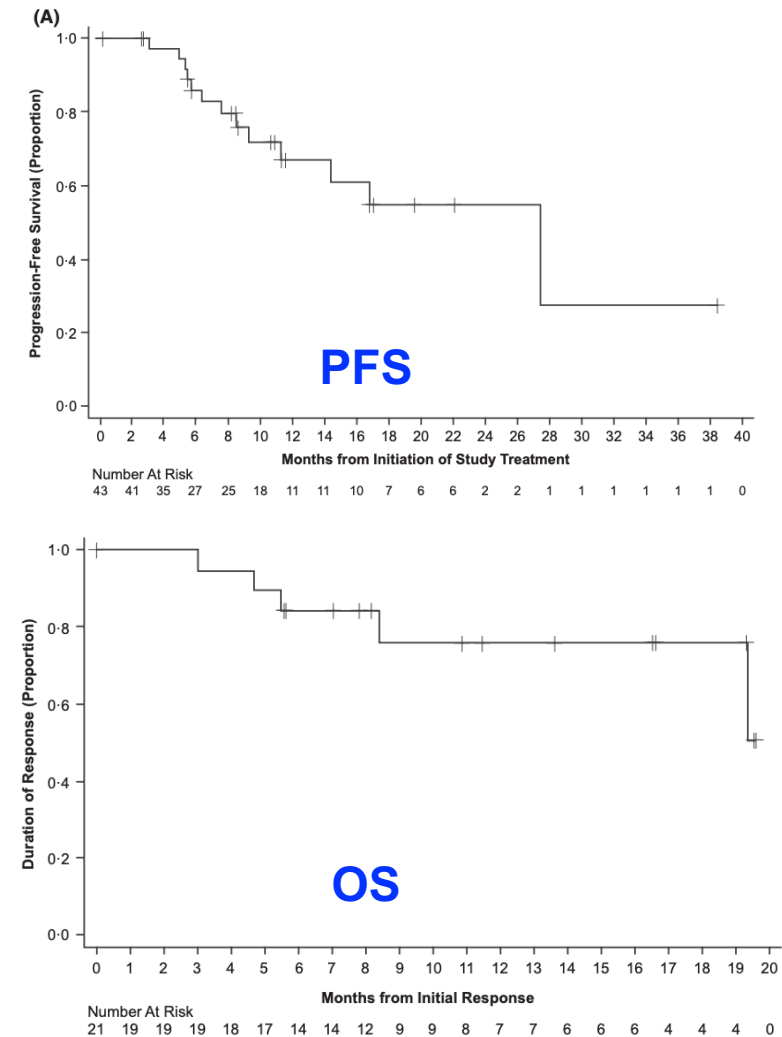 (A)
1·0
0·8
0·6
0·4
0·2
0·0
Progression-Free Survival (Proportion)
PFS
0 2 4 6 8 10 12 14 16 18 20 22 24 26 28 30 32 34 36 38 40
Months from Initiation of Study Treatment
Number At Risk
43 41 35 27 25 18 11 11 10 7 6 6 2 2 1 1 1 1 1 1 0
1·0
0·8
0·6
0·4
0·2
0·0
Duration of Response (Proportion)
OS
0 1 2 3 4 5 6 7 8 9 10 11 12 13 14 15 16 17 18 19 20
Months from Initial Response
Number At Risk
21 19 19 19 18 17 14 14 12 9 9 8 7 7 6 6 6 4 4 4 0